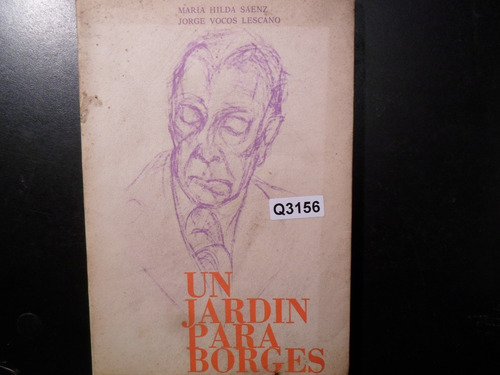 MARIA HILDA SAENZ
JORGE VOCOS LESCANO
Q3156
UN
JARDIN
PARA
BORGES